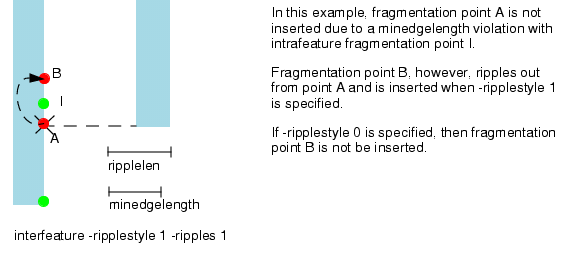 In this example, fragmentation point A is not
inserted due to a minedgelength violation with
intrafeature fragmentation point I.
Fragmentation point B, however, ripples out
from point A and is inserted when -ripplestyle 1
is specified.
If -ripplestyle 0 is specified, then fragmentation
point B is not be inserted.
B
I
A
ripplelen
minedgelength
interfeature -ripplestyle 1 -ripples 1